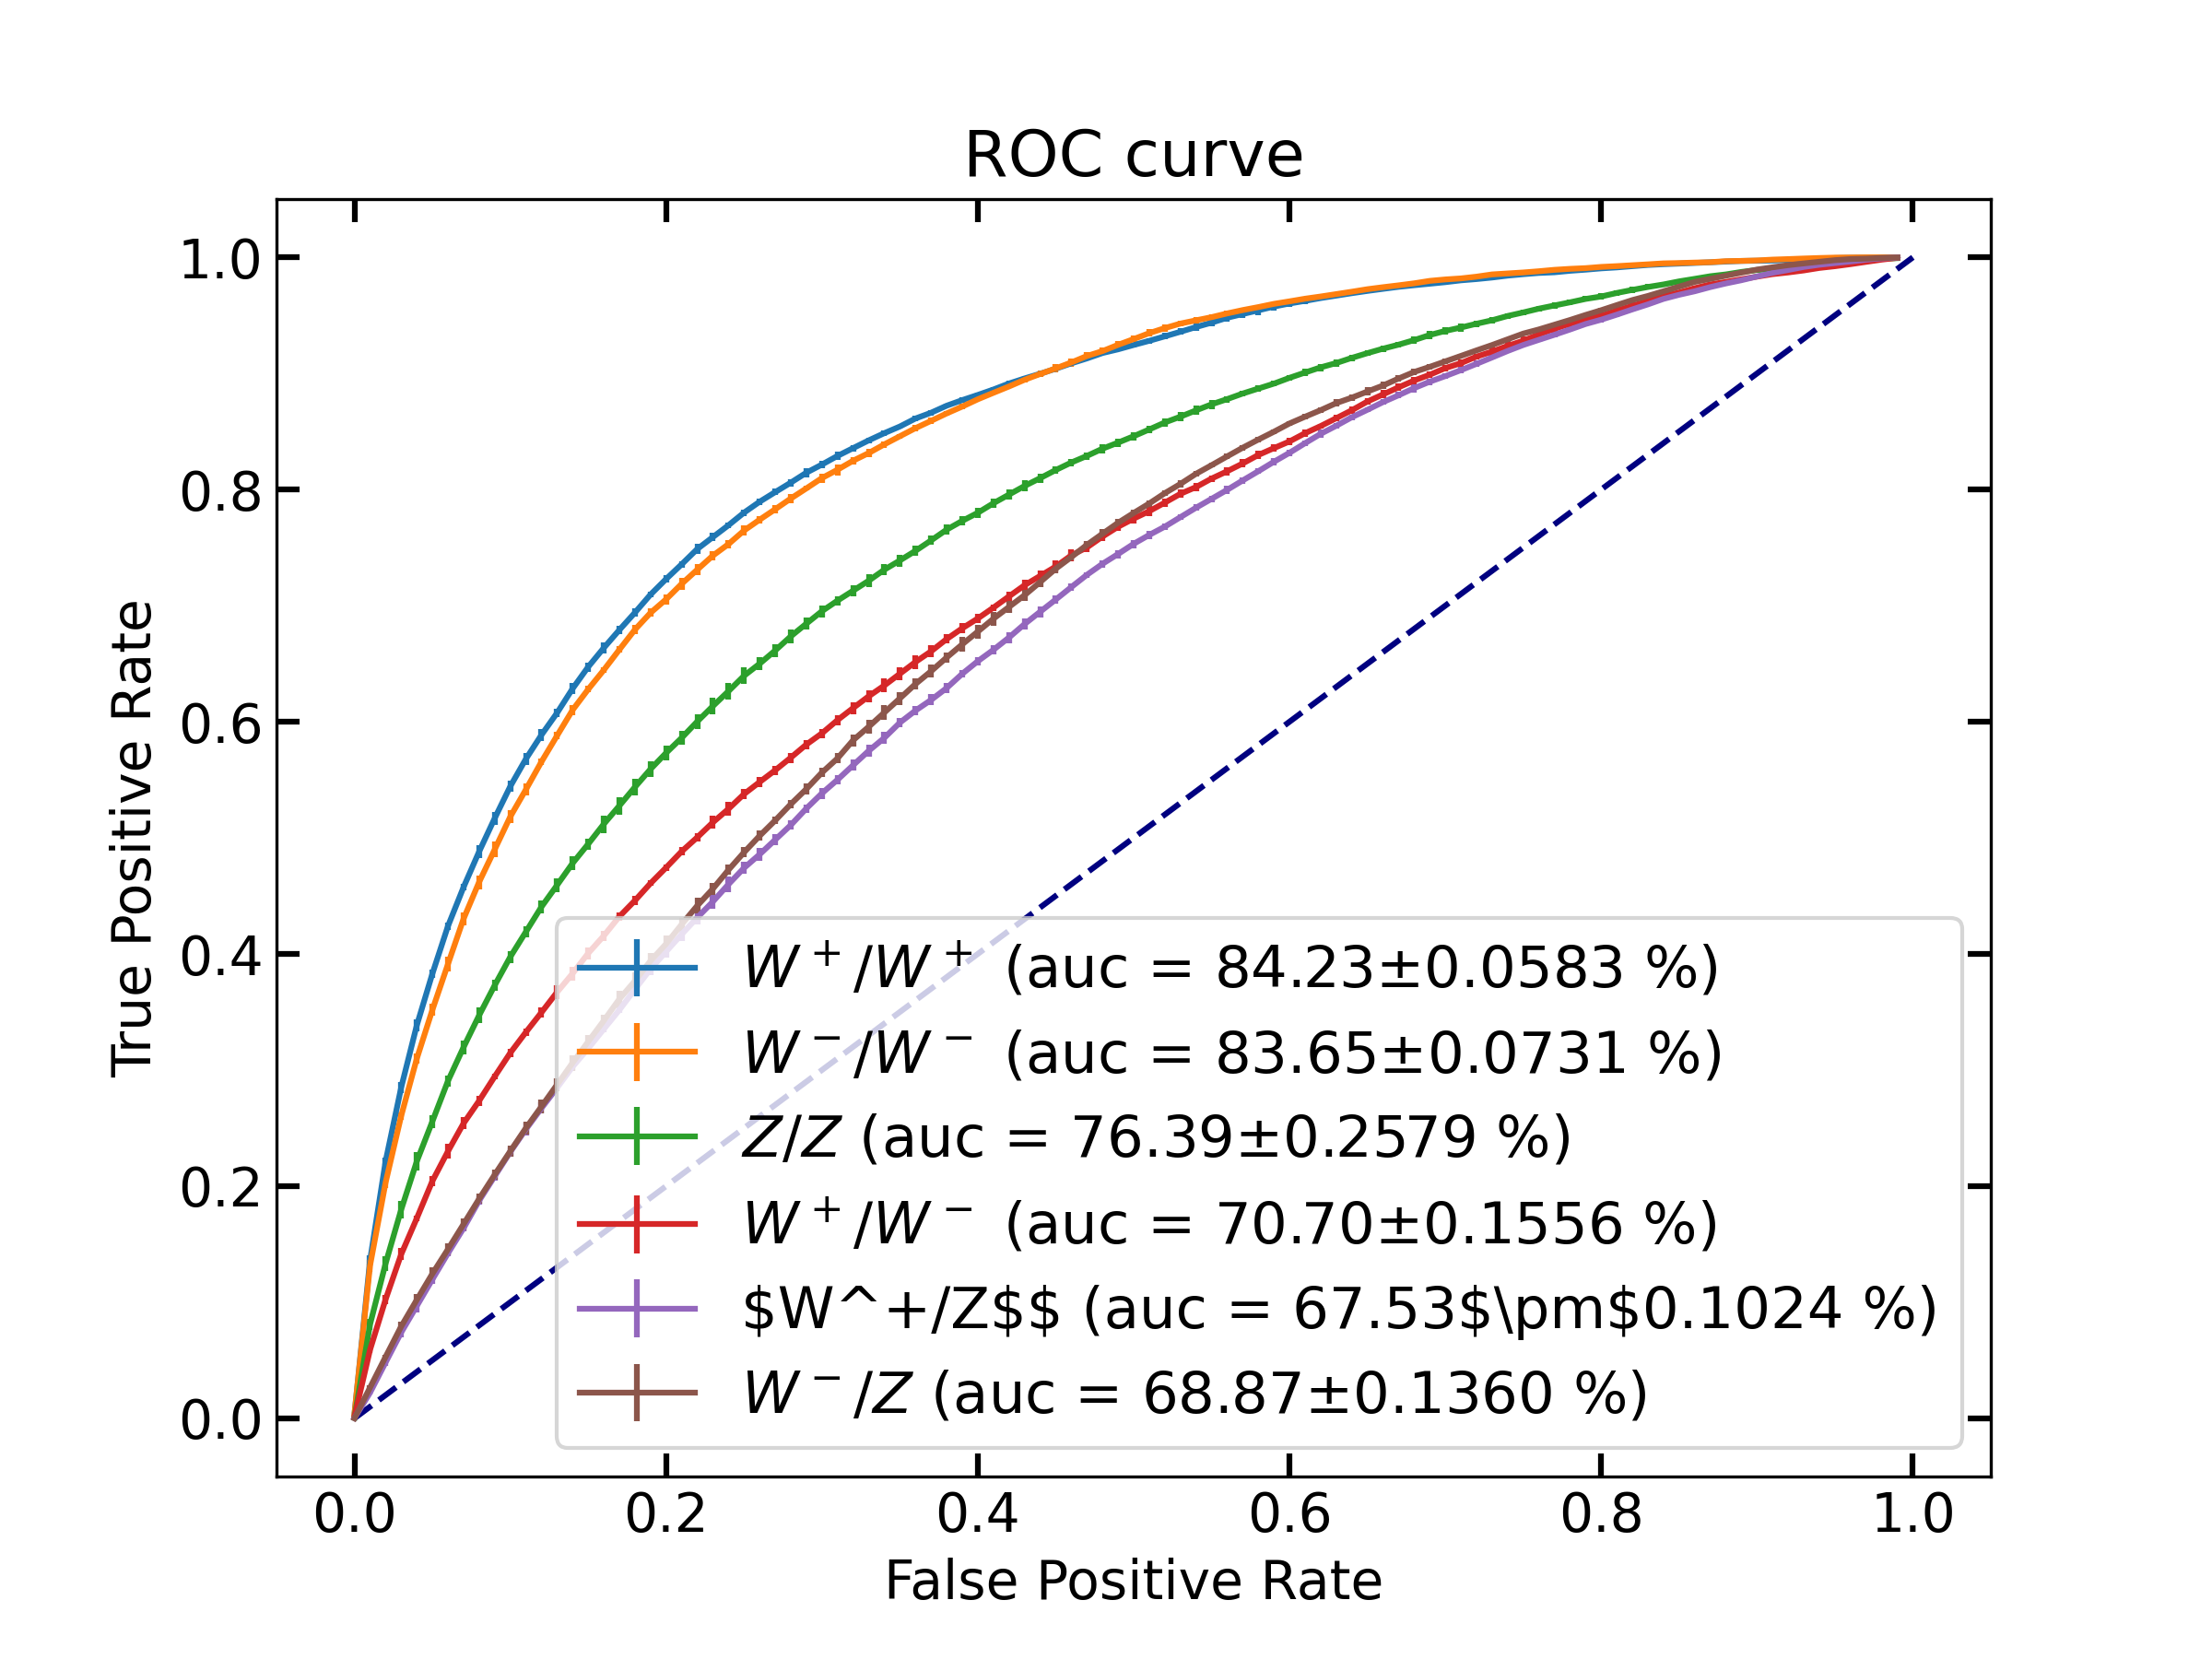 ROC curve
1.0
0.8
0.6
0.4
0.2
0.0
True Positive Rate
W⁺/W⁺ (auc = 84.23±0.0583 %)
W⁻/W⁻ (auc = 83.65±0.0731 %)
Z/Z (auc = 76.39±0.2579 %)
W⁺/W⁻ (auc = 70.70±0.1556 %)
$W^+/Z$$ (auc = 67.53$\pm$0.1024 %)
W⁻/Z (auc = 68.87±0.1360 %)
0.0 0.2 0.4 0.6 0.8 1.0
False Positive Rate